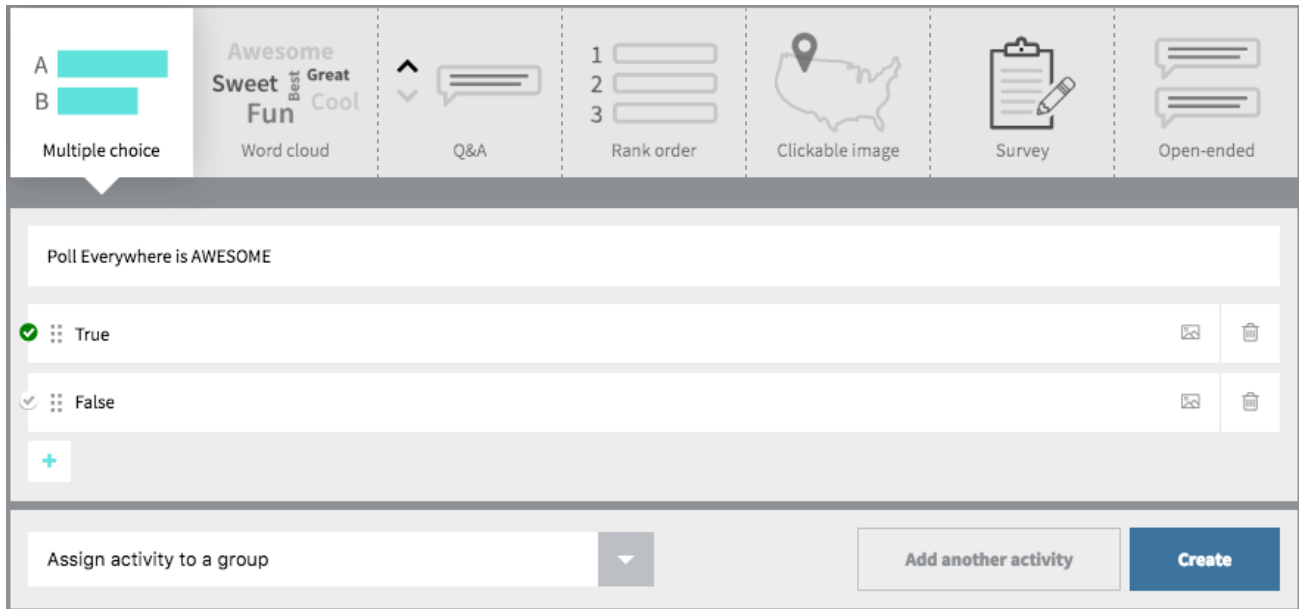 A
B
Multiple choice
Awesome
Sweet Best Great
Fun Cool
Word cloud
Q&A
1
2
3
Rank order
Clickable image
Survey
Open-ended
Poll Everywhere is AWESOME
True
False
+
Assign activity to a group
Add another activity
Create